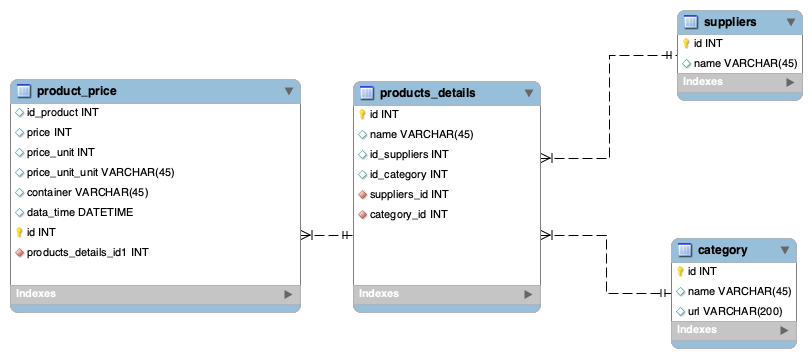 product_price
id_product INT
price INT
price_unit INT
price_unit_unit VARCHAR(45)
container VARCHAR(45)
data_time DATETIME
id INT
products_details_id1 INT
Indexes
products_details
id INT
name VARCHAR(45)
id_suppliers INT
id_category INT
suppliers_id INT
category_id INT
Indexes
suppliers
id INT
name VARCHAR(45)
Indexes
category
id INT
name VARCHAR(45)
url VARCHAR(200)
Indexes